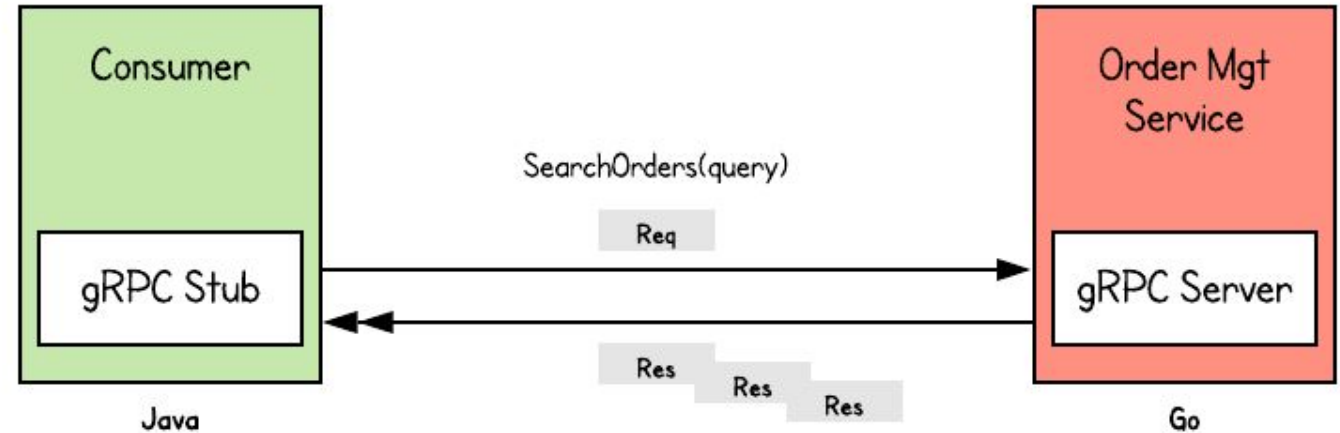 Consumer
Order Mgt
Service
SearchOrders(query)
Req
gRPC Stub
gRPC Server
Res
Res
Res
Java
Go